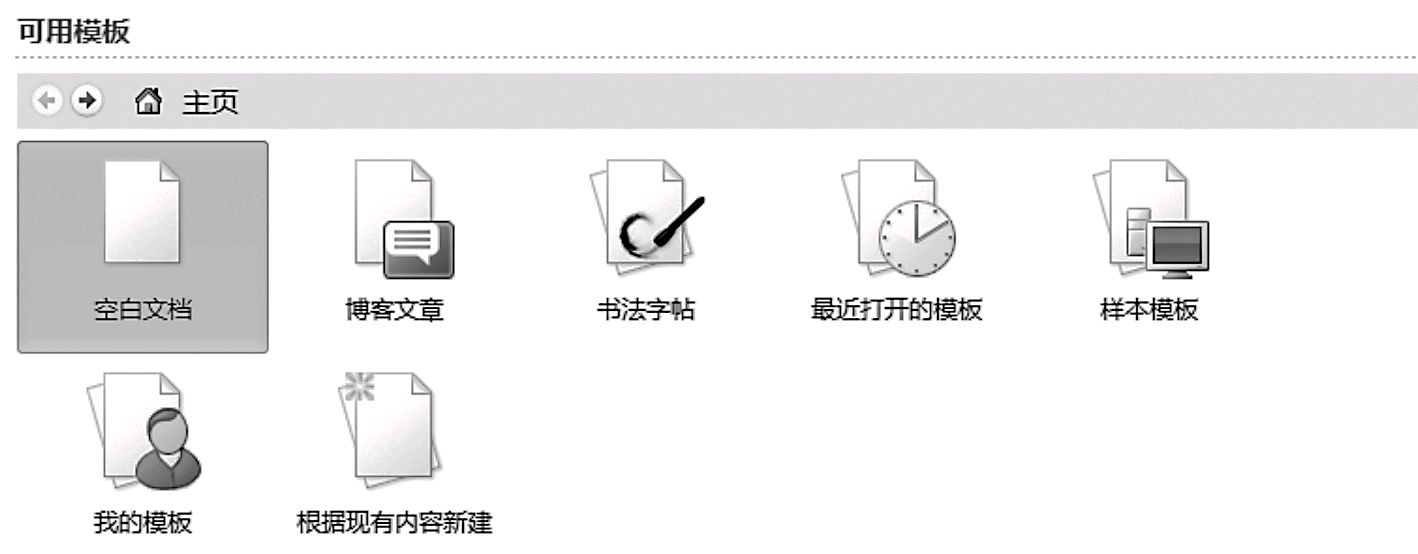 可用模板
主页
空白文档
博客文章
书法字帖
最近打开的模板
样本模板
我的模板
根据现有内容新建